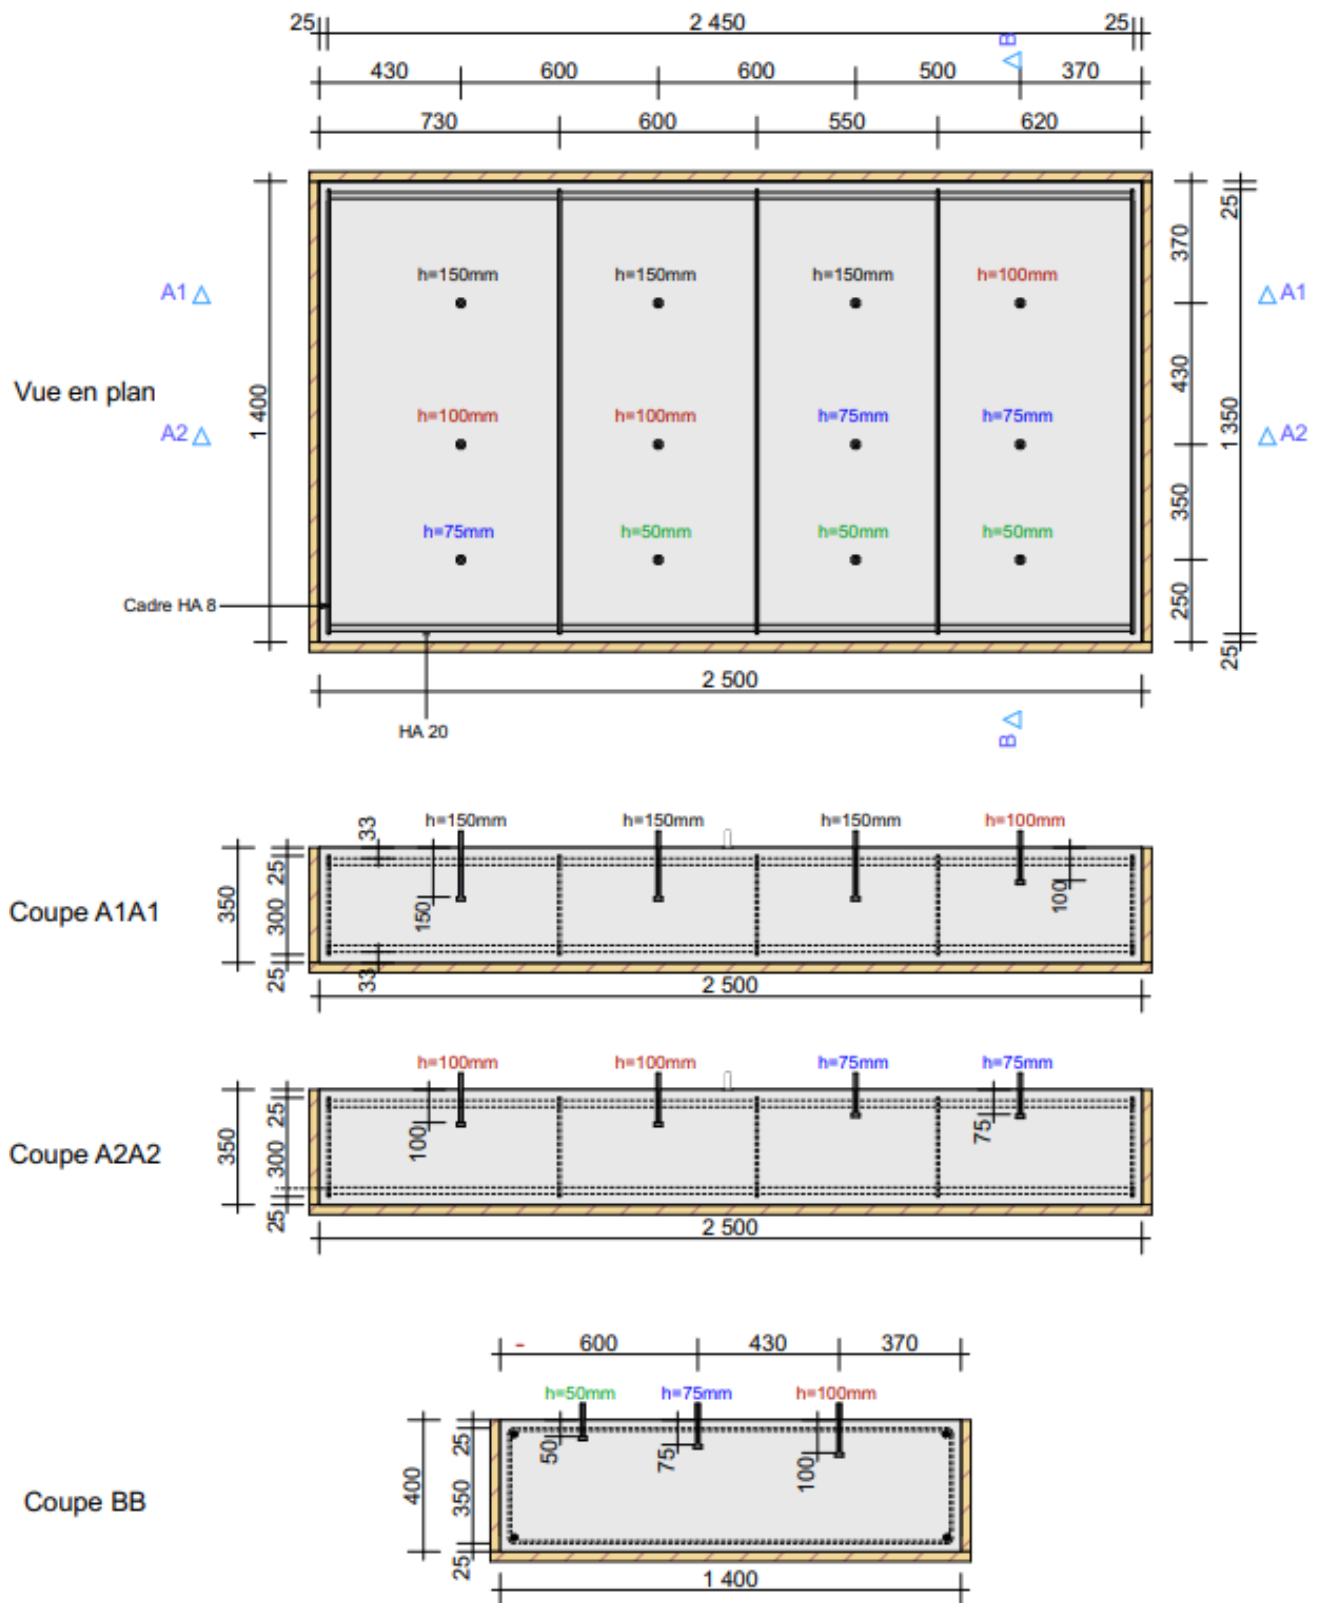 25 2 450 25
B
430 600 600 500 370
730 600 550 620
25
370
h=150mm h=150mm h=150mm h=100mm
A1 A1
Vue en plan
1 400
430
1 350
h=100mm h=100mm h=75mm h=75mm
A2 A2
350
h=75mm h=50mm h=50mm h=50mm
Cadre HA 8
250
25
2 500
HA 20
B
h=150mm h=150mm h=150mm h=100mm
33
25
Coupe A1A1
350
300
150
100
25
33
2 500
h=100mm h=100mm h=75mm h=75mm
25
Coupe A2A2
350
300
100
75
25
2 500
- 600 430 370
h=50mm h=75mm h=100mm
25
50
75
100
Coupe BB
400
350
25
1 400